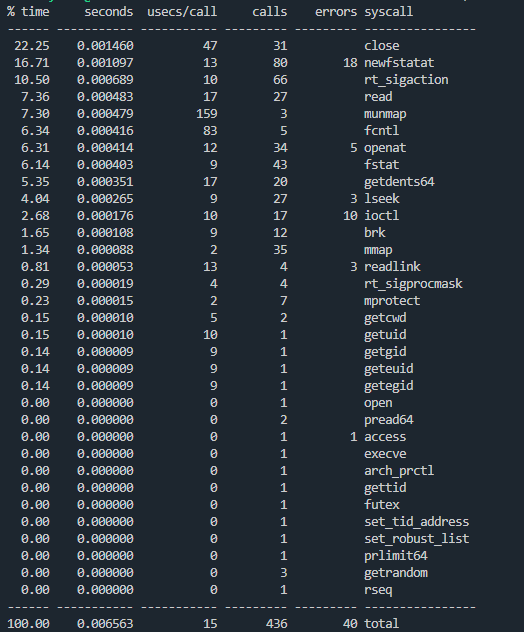 % time     seconds  usecs/call     calls    errors syscall
------ ----------- ----------- --------- --------- ----------------
 22.25    0.001460          47        31           close
 16.71    0.001097          13        80        18 newfstatat
 10.50    0.000689          10        66           rt_sigaction
  7.36    0.000483          17        27           read
  7.30    0.000479         159         3           munmap
  6.34    0.000416          83         5           fcntl
  6.31    0.000414          12        34         5 openat
  6.14    0.000403           9        43           fstat
  5.35    0.000351          17        20           getdents64
  4.04    0.000265           9        27         3 lseek
  2.68    0.000176          10        17        10 ioctl
  1.65    0.000108           9        12           brk
  1.34    0.000088           2        35           mmap
  0.81    0.000053          13         4         3 readlink
  0.29    0.000019           4         4           rt_sigprocmask
  0.23    0.000015           2         7           mprotect
  0.15    0.000010           5         2           getcwd
  0.15    0.000010          10         1           getuid
  0.14    0.000009           9         1           getgid
  0.14    0.000009           9         1           geteuid
  0.14    0.000009           9         1           getegid
  0.00    0.000000           0         1           open
  0.00    0.000000           0         2           pread64
  0.00    0.000000           0         1         1 access
  0.00    0.000000           0         1           execve
  0.00    0.000000           0         1           arch_prctl
  0.00    0.000000           0         1           gettid
  0.00    0.000000           0         1           futex
  0.00    0.000000           0         1           set_tid_address
  0.00    0.000000           0         1           set_robust_list
  0.00    0.000000           0         1           prlimit64
  0.00    0.000000           0         3           getrandom
  0.00    0.000000           0         1           rseq
------ ----------- ----------- --------- --------- ----------------
100.00    0.006563          15       436        40 total